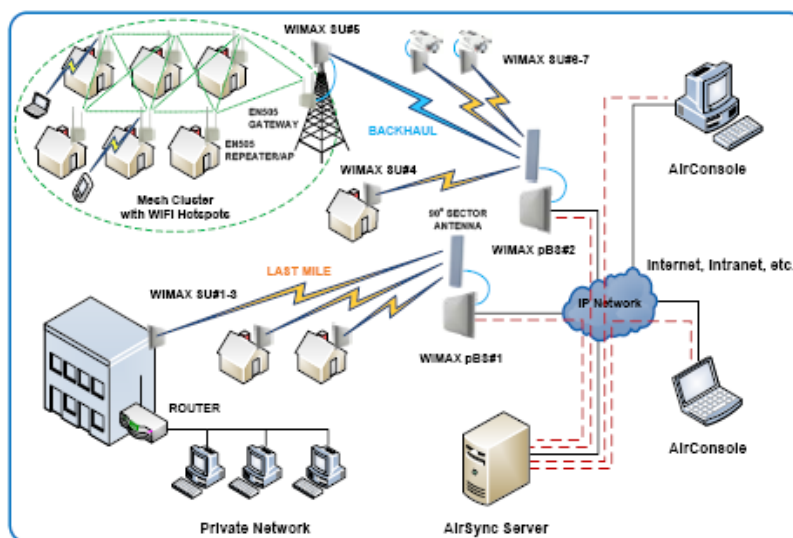 WIMAX SU#5
WIMAX SU#6-7
EN505
GATEWAY
BACKHAUL
EN505
REPEATER/AP
WIMAX SU#4
Mesh Cluster
with WiFi Hotspots
90° SECTOR
ANTENNA
WIMAX pBS#2
AirConsole
Internet, Intranet, etc.
LAST MILE
WIMAX SU#1-3
IP Network
WIMAX pBS#1
ROUTER
AirConsole
Private Network
AirSync Server